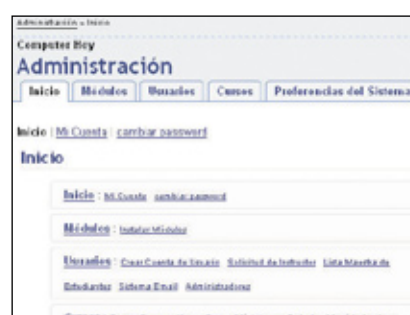 Administración > Inicio
Computer Hoy
Administración
Inicio Módulos Usuarios Cursos Preferencias del Sistema
Inicio | Mi Cuenta | cambiar password
Inicio
Inicio : Mi Cuenta cambiar password
Módulos : Instalar Módulos
Usuarios : Crear Cuenta de Usuario Solicitud de Instructor Lista Maestra de
Estudiantes Sistema Email Administradores